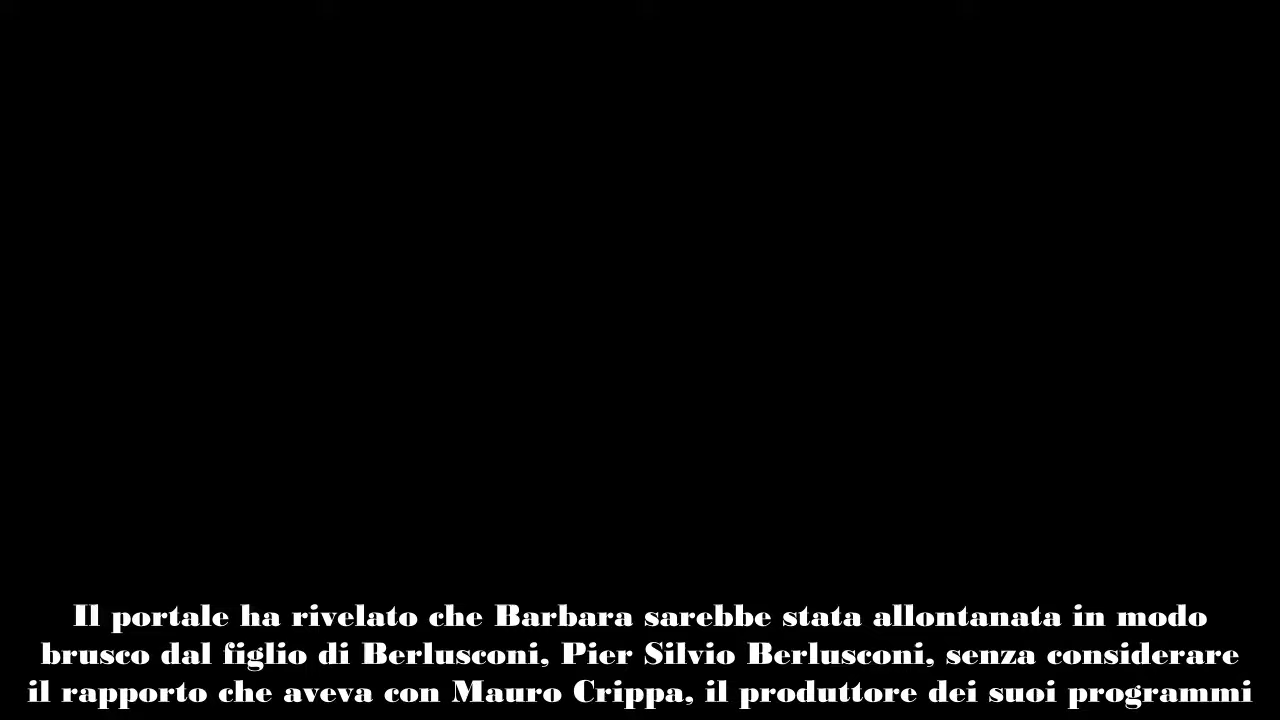 Il portale ha rivelato che Barbara sarebbe stata allontanata in modo
brusco dal figlio di Berlusconi, Pier Silvio Berlusconi, senza considerare
il rapporto che aveva con Mauro Crippa, il produttore dei suoi programmi